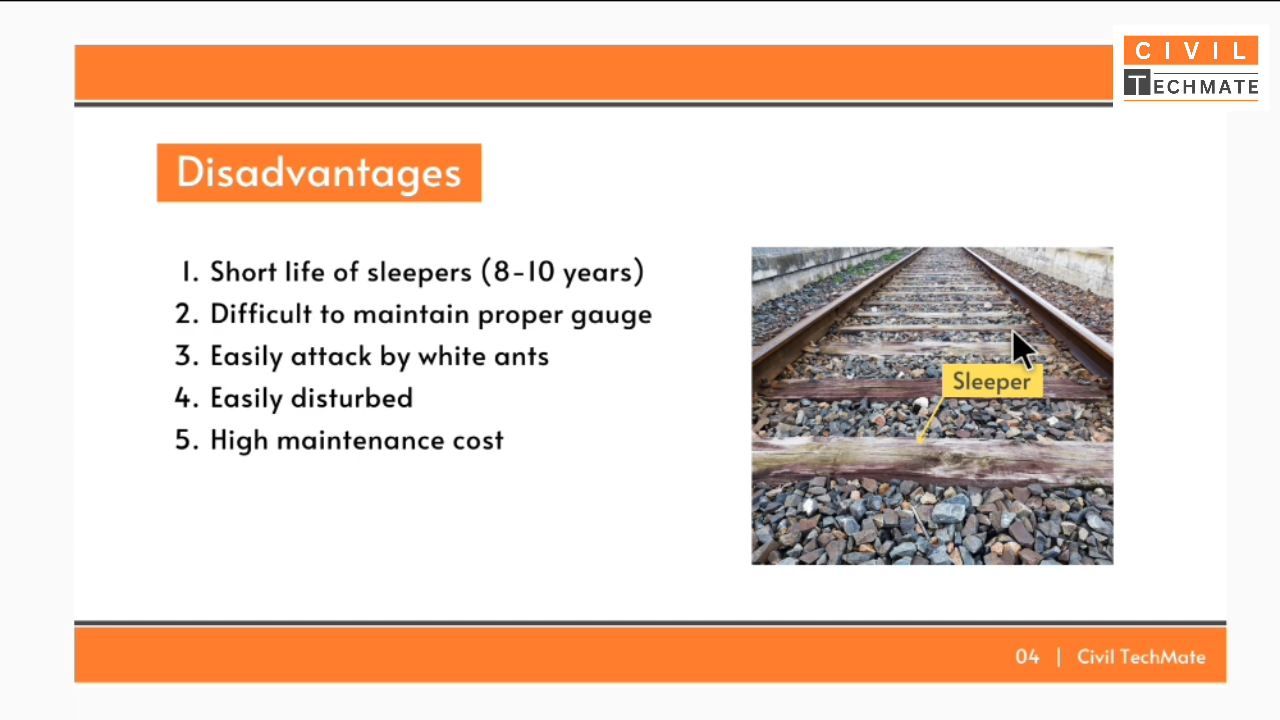 CIVIL
TECHMATE
Disadvantages
1. Short life of sleepers (8-10 years)
2. Difficult to maintain proper gauge
3. Easily attack by white ants
4. Easily disturbed
5. High maintenance cost
Sleeper
04 | Civil TechMate